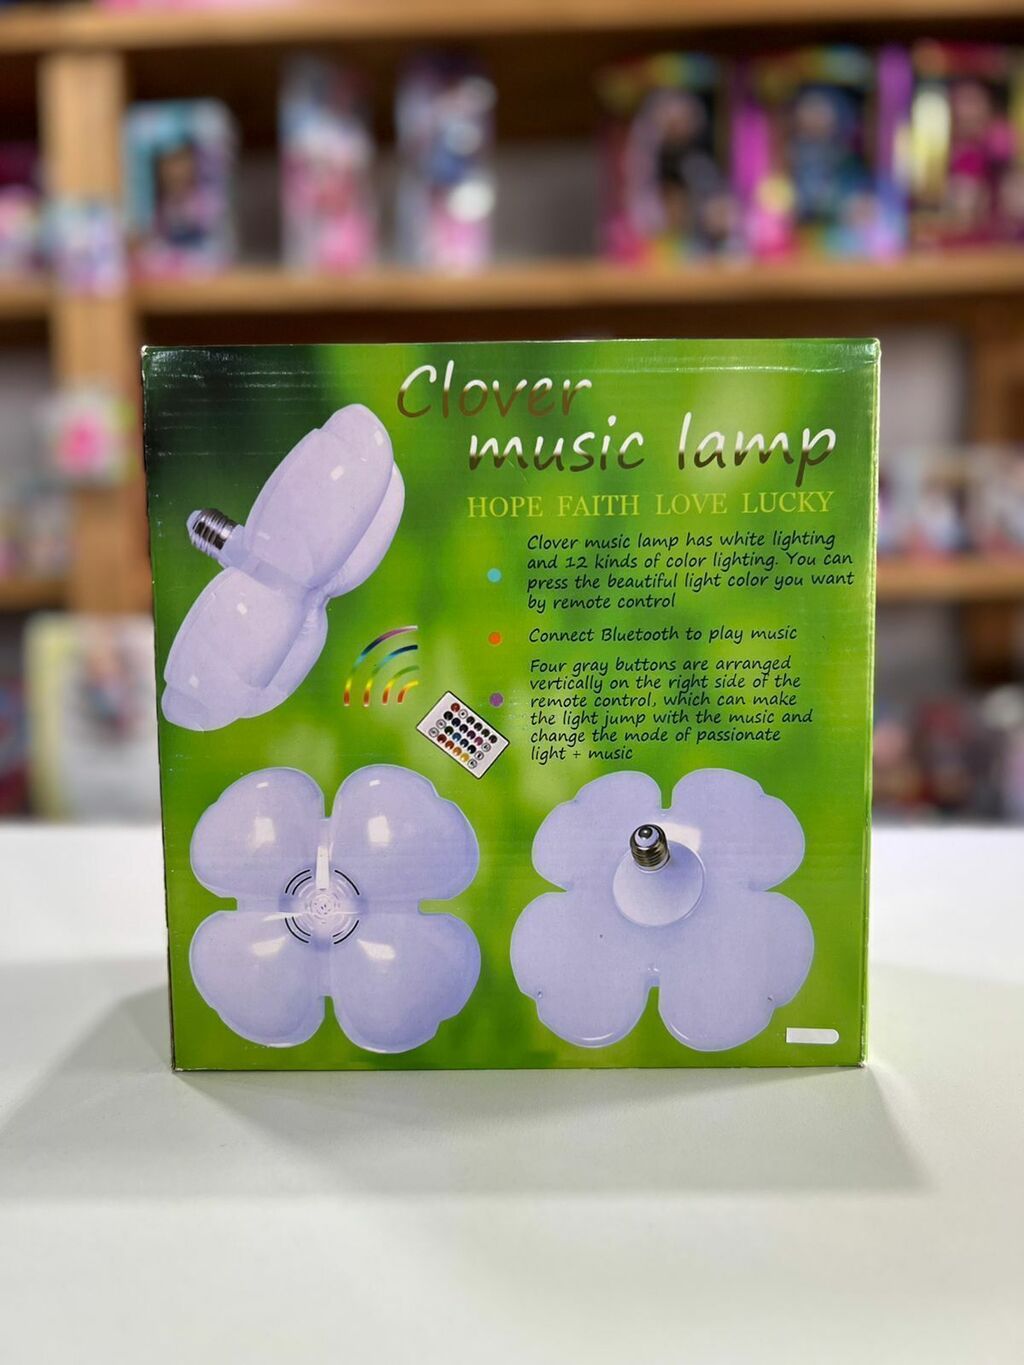 Clover
music lamp
HOPE FAITH LOVE LUCKY
Clover music lamp has white lighting
and 12 kinds of color lighting. You can
press the beautiful light color you want
by remote control
Connect Bluetooth to play music
Four gray buttons are arranged
vertically on the right side of the
remote control, which can make
the light jump with the music and
change the mode of passionate
light + music